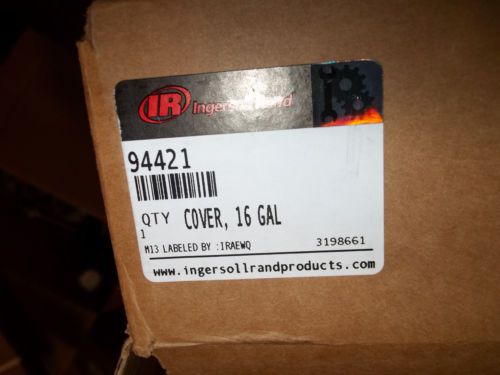 IR Ingersoll Rand
94421
QTY COVER, 16 GAL
1
M13 LABELED BY :IRAEWQ 3198661
www.ingersollrandproducts.com